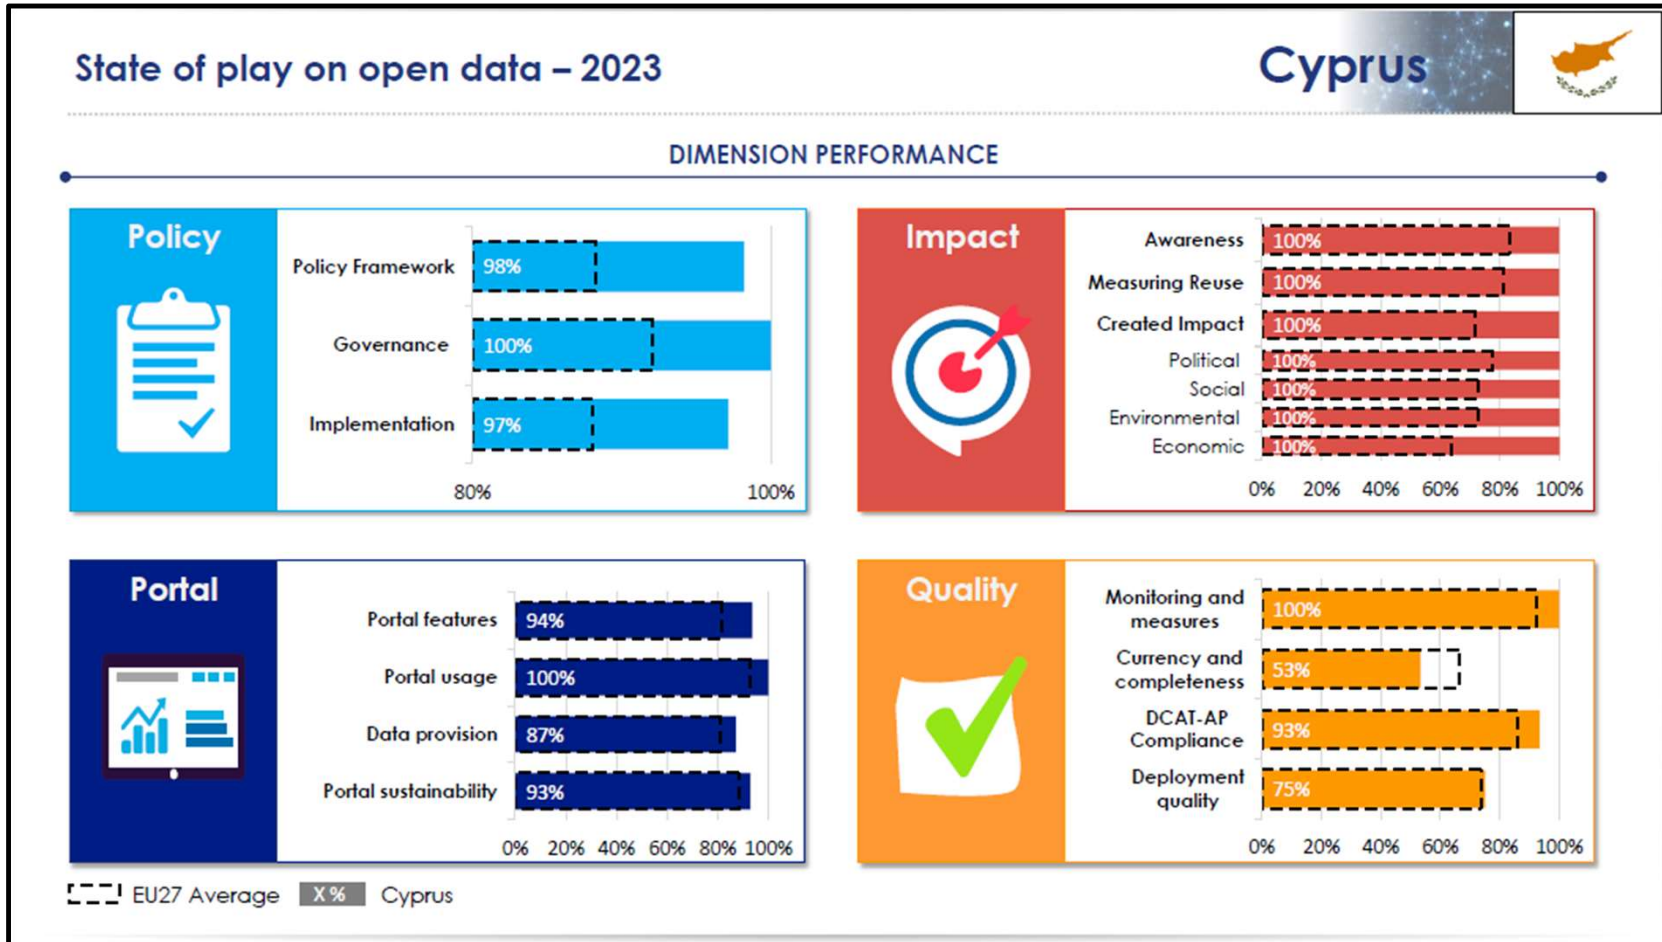 State of play on open data – 2023
Cyprus
DIMENSION PERFORMANCE
Policy
Policy Framework 98%
Governance 100%
Implementation 97%
80% 100%
Impact
Awareness 100%
Measuring Reuse 100%
Created Impact 100%
Political 100%
Social 100%
Environmental 100%
Economic 100%
0% 20% 40% 60% 80% 100%
Portal
Portal features 94%
Portal usage 100%
Data provision 87%
Portal sustainability 93%
0% 20% 40% 60% 80% 100%
Quality
Monitoring and
measures 100%
Currency and
completeness 53%
DCAT-AP
Compliance 93%
Deployment
quality 75%
0% 20% 40% 60% 80% 100%
EU27 Average X % Cyprus